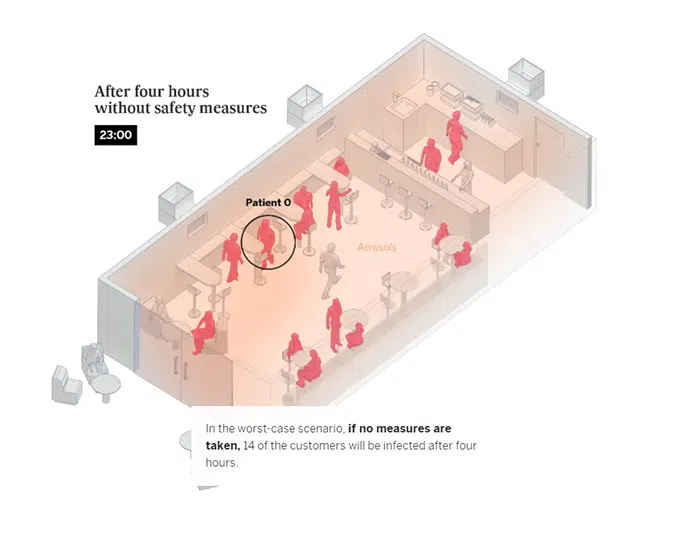 After four hours
without safety measures
23:00
Patient 0
Aerosols
In the worst-case scenario, if no measures are
taken, 14 of the customers will be infected after four
hours.